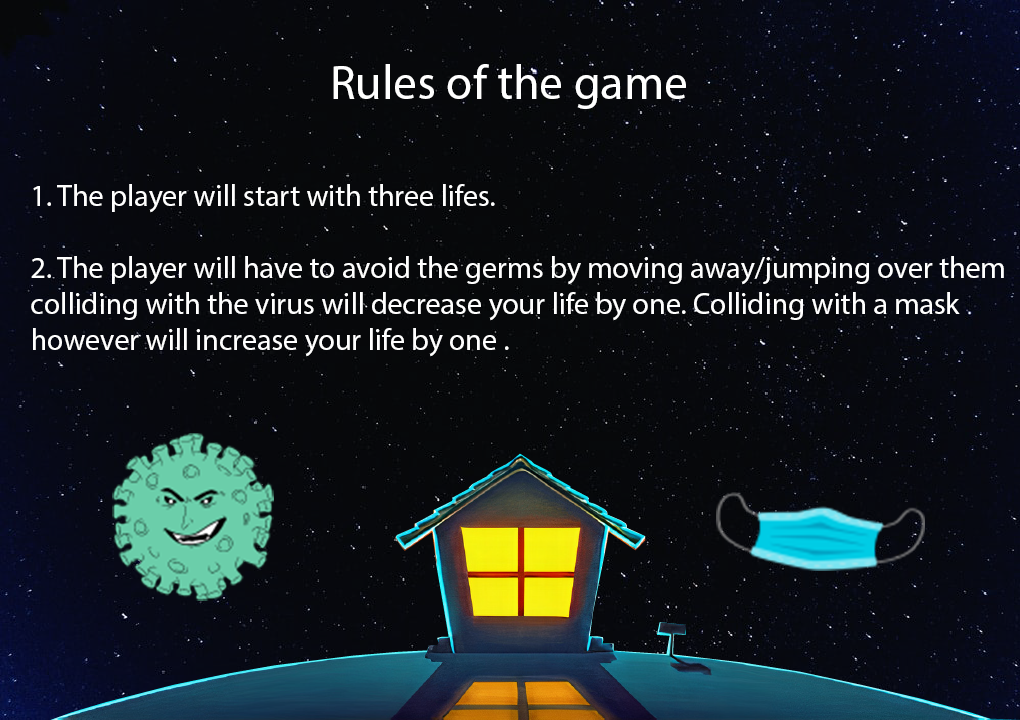 Rules of the game
1. The player will start with three lifes.
2. The player will have to avoid the germs by moving away/jumping over them
colliding with the virus will decrease your life by one. Colliding with a mask .
however will increase your life by one .